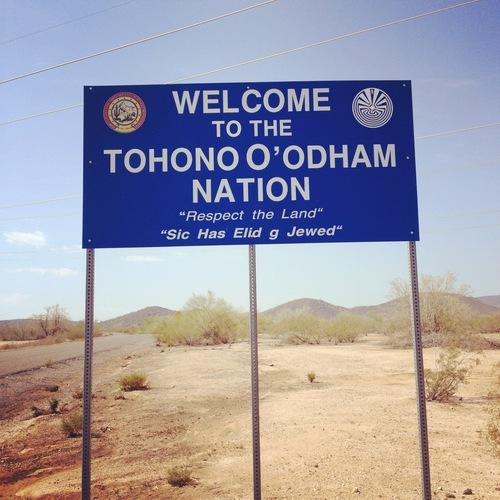 WELCOME
TO THE
TOHONO O'ODHAM
NATION
"Respect the Land"
"Sic Has Elid g Jewed"